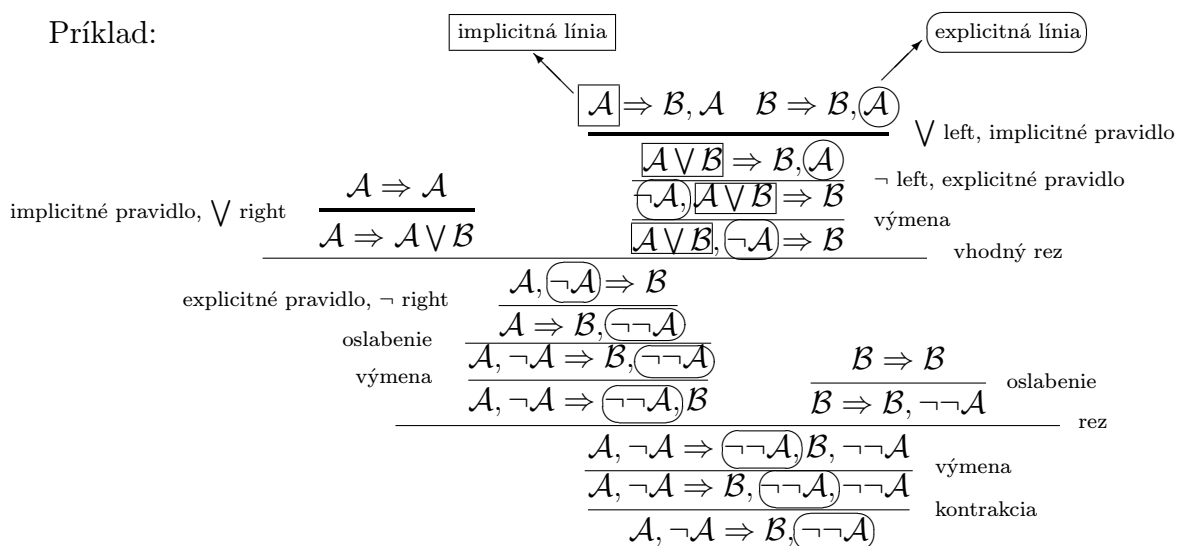 Príklad:
implicitná línia
explicitná línia
𝒜 ⇒ ℬ, 𝒜 ℬ ⇒ ℬ, 𝒜
⋁ left, implicitné pravidlo
𝒜 ⋁ ℬ ⇒ ℬ, 𝒜
¬ left, explicitné pravidlo
𝒜 ⇒ 𝒜
¬𝒜, 𝒜 ⋁ ℬ ⇒ ℬ
implicitné pravidlo, ⋁ right
výmena
𝒜 ⇒ 𝒜 ⋁ ℬ
𝒜 ⋁ ℬ, ¬𝒜 ⇒ ℬ
vhodný rez
𝒜, ¬𝒜 ⇒ ℬ
explicitné pravidlo, ¬ right
𝒜 ⇒ ℬ, ¬¬𝒜
oslabenie
𝒜, ¬𝒜 ⇒ ℬ, ¬¬𝒜
ℬ ⇒ ℬ
výmena
oslabenie
𝒜, ¬𝒜 ⇒ ¬¬𝒜, ℬ
ℬ ⇒ ℬ, ¬¬𝒜
rez
𝒜, ¬𝒜 ⇒ ¬¬𝒜, ℬ, ¬¬𝒜
výmena
𝒜, ¬𝒜 ⇒ ℬ, ¬¬𝒜, ¬¬𝒜
kontrakcia
𝒜, ¬𝒜 ⇒ ℬ, ¬¬𝒜